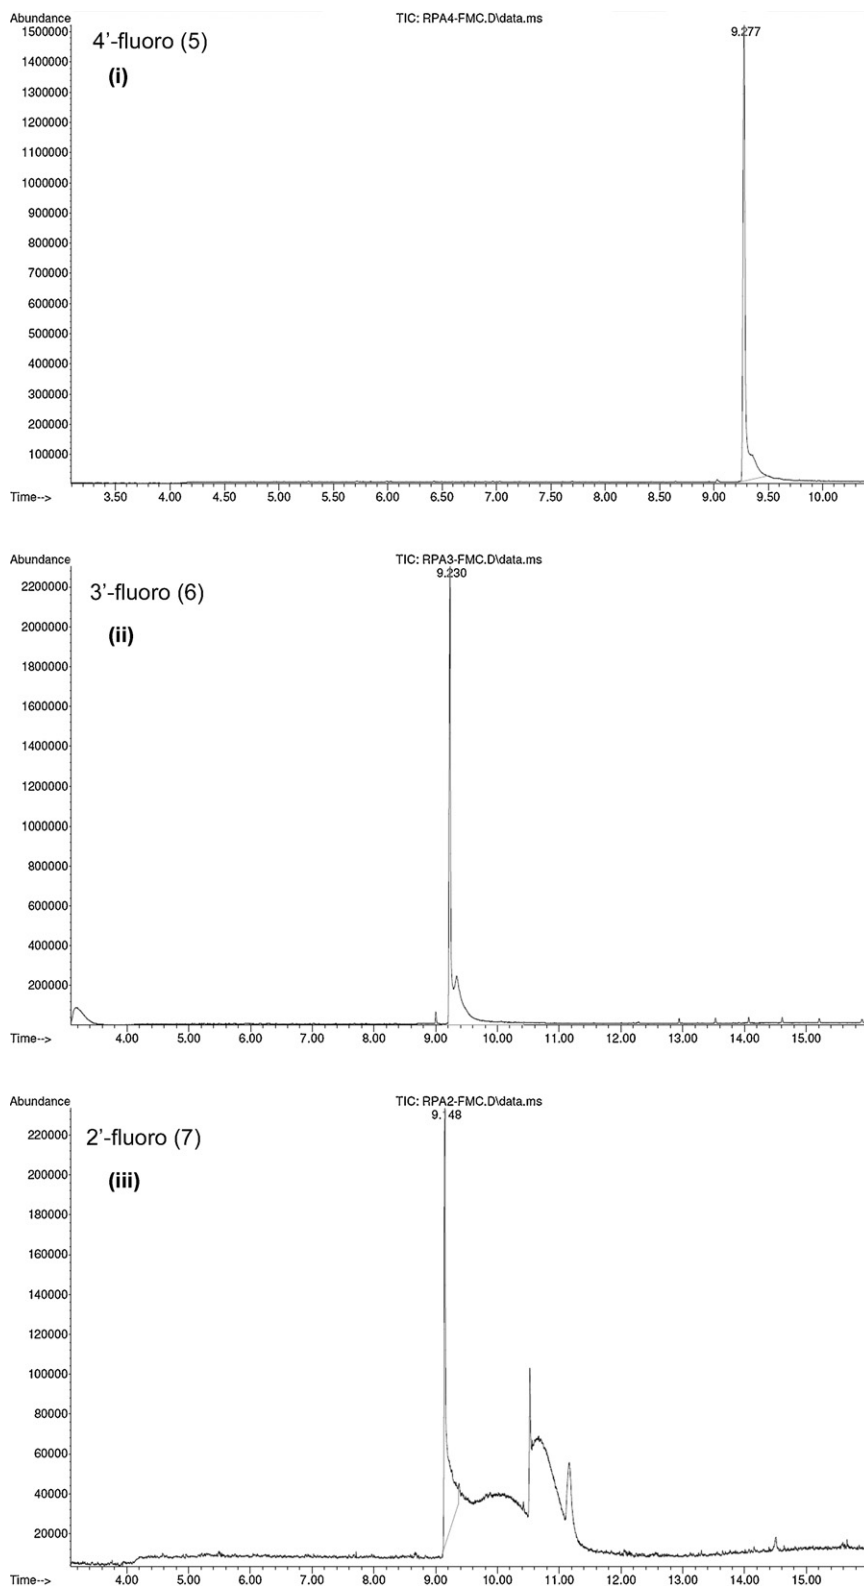 Abundance
TIC: RPA4-FMC.D\data.ms
1500000
9.277
4'-fluoro (5)
1400000
(i)
1300000
1200000
1100000
1000000
900000
800000
700000
600000
500000
400000
300000
200000
100000
Time-->
3.50 4.00 4.50 5.00 5.50 6.00 6.50 7.00 7.50 8.00 8.50 9.00 9.50 10.00
Abundance
TIC: RPA3-FMC.D\data.ms
9.230
2200000
3'-fluoro (6)
2000000
(ii)
1800000
1600000
1400000
1200000
1000000
800000
600000
400000
200000
Time-->
4.00 5.00 6.00 7.00 8.00 9.00 10.00 11.00 12.00 13.00 14.00 15.00
Abundance
TIC: RPA2-FMC.D\data.ms
9.148
220000
2'-fluoro (7)
200000
(iii)
180000
160000
140000
120000
100000
80000
60000
40000
20000
Time-->
4.00 5.00 6.00 7.00 8.00 9.00 10.00 11.00 12.00 13.00 14.00 15.00